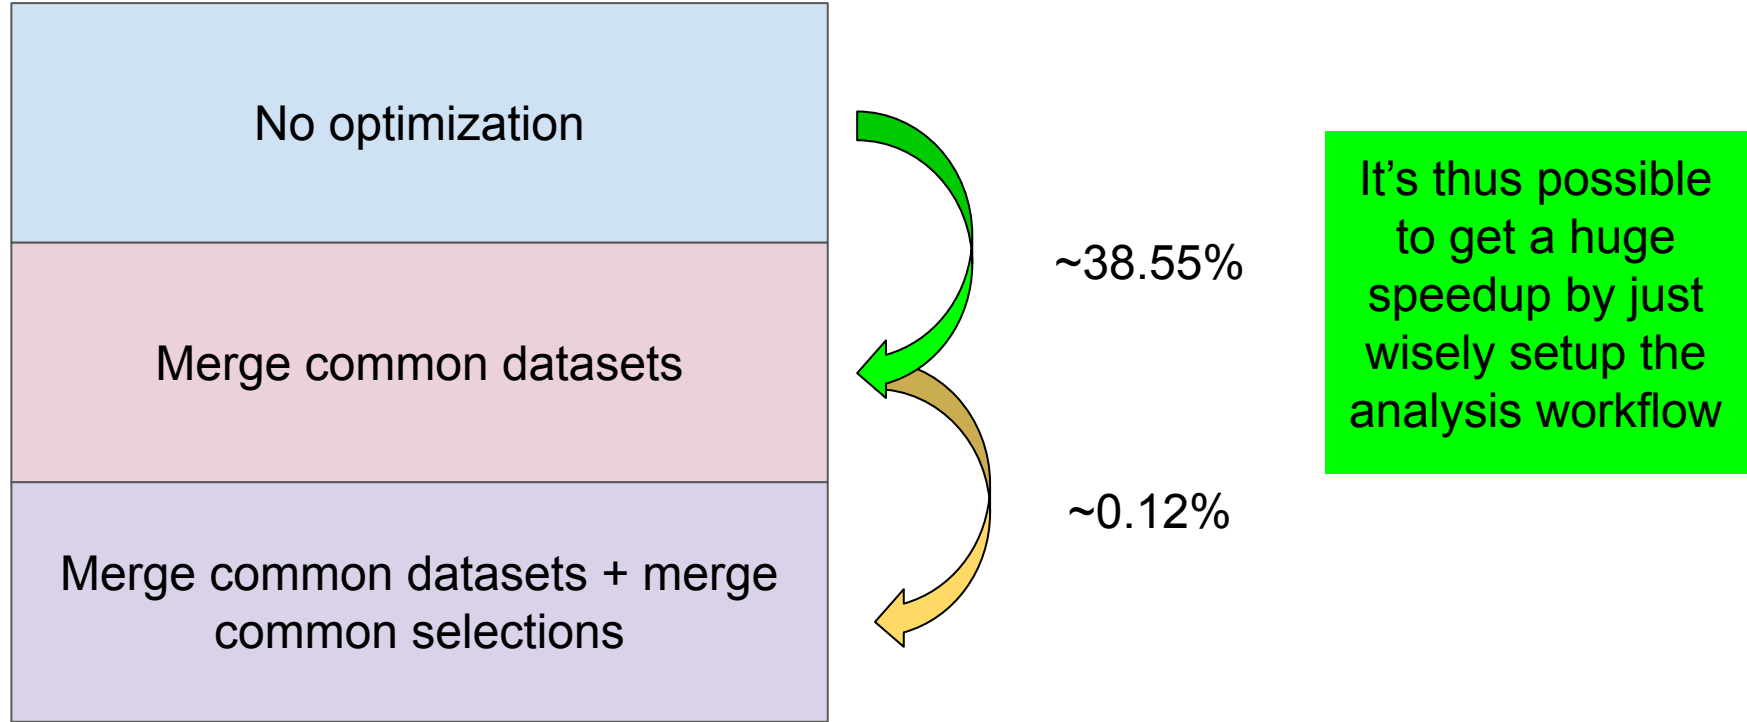 No optimization
Merge common datasets
Merge common datasets + merge
common selections
~38.55%
~0.12%
It's thus possible
to get a huge
speedup by just
wisely setup the
analysis workflow